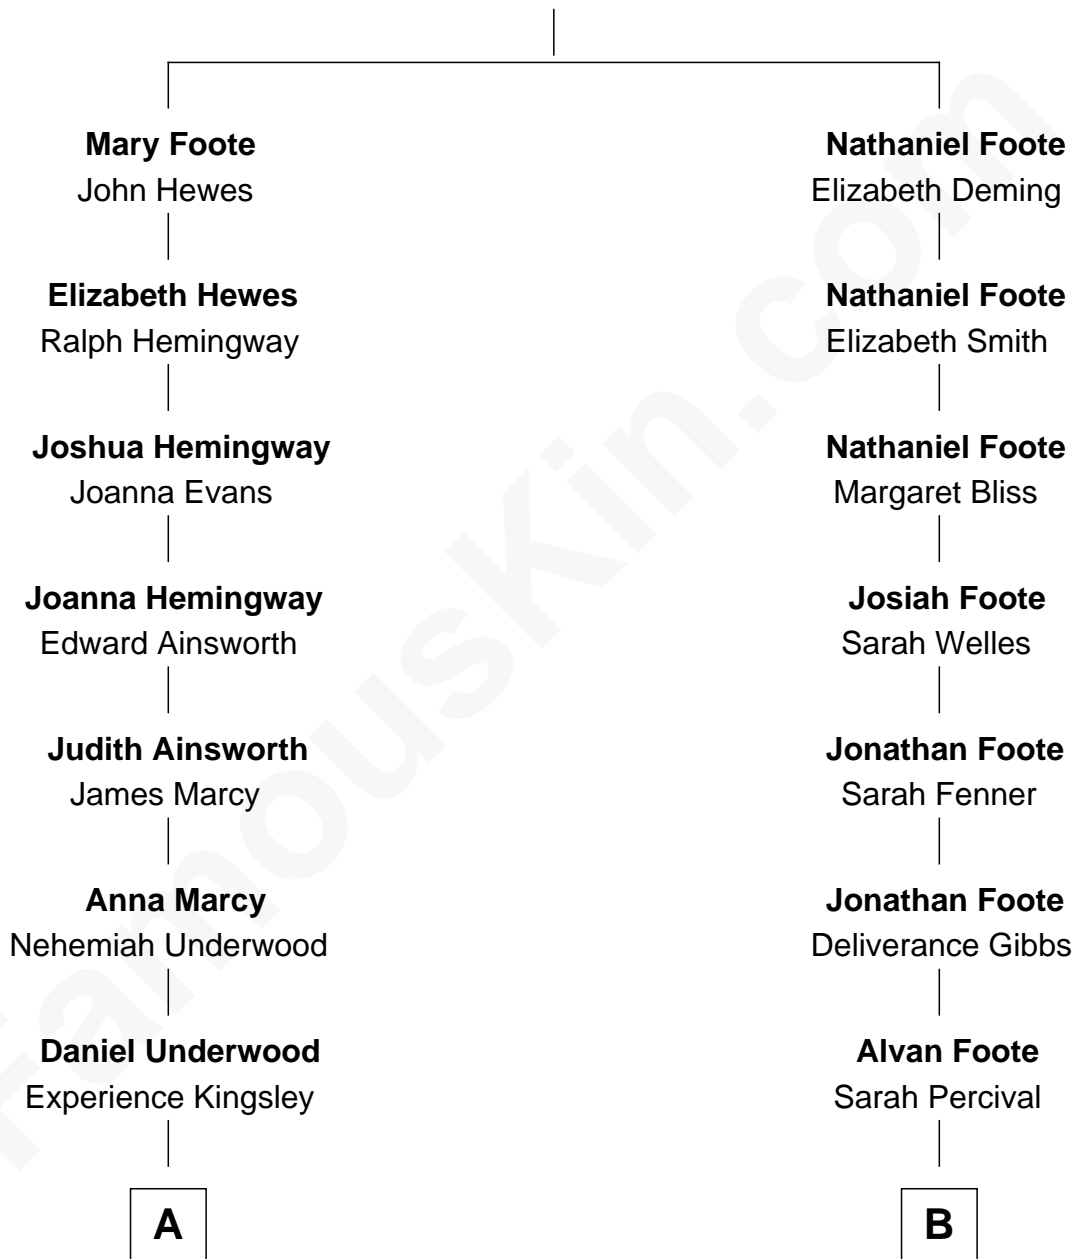 Mary Foote
John Hewes
Nathaniel Foote
Elizabeth Deming
Elizabeth Hewes
Ralph Hemingway
Nathaniel Foote
Elizabeth Smith
Joshua Hemingway
Joanna Evans
Nathaniel Foote
Margaret Bliss
Joanna Hemingway
Edward Ainsworth
Josiah Foote
Sarah Welles
Judith Ainsworth
James Marcy
Jonathan Foote
Sarah Fenner
Anna Marcy
Nehemiah Underwood
Jonathan Foote
Deliverance Gibbs
Daniel Underwood
Experience Kingsley
Alvan Foote
Sarah Percival
A
B
FamousKin.com